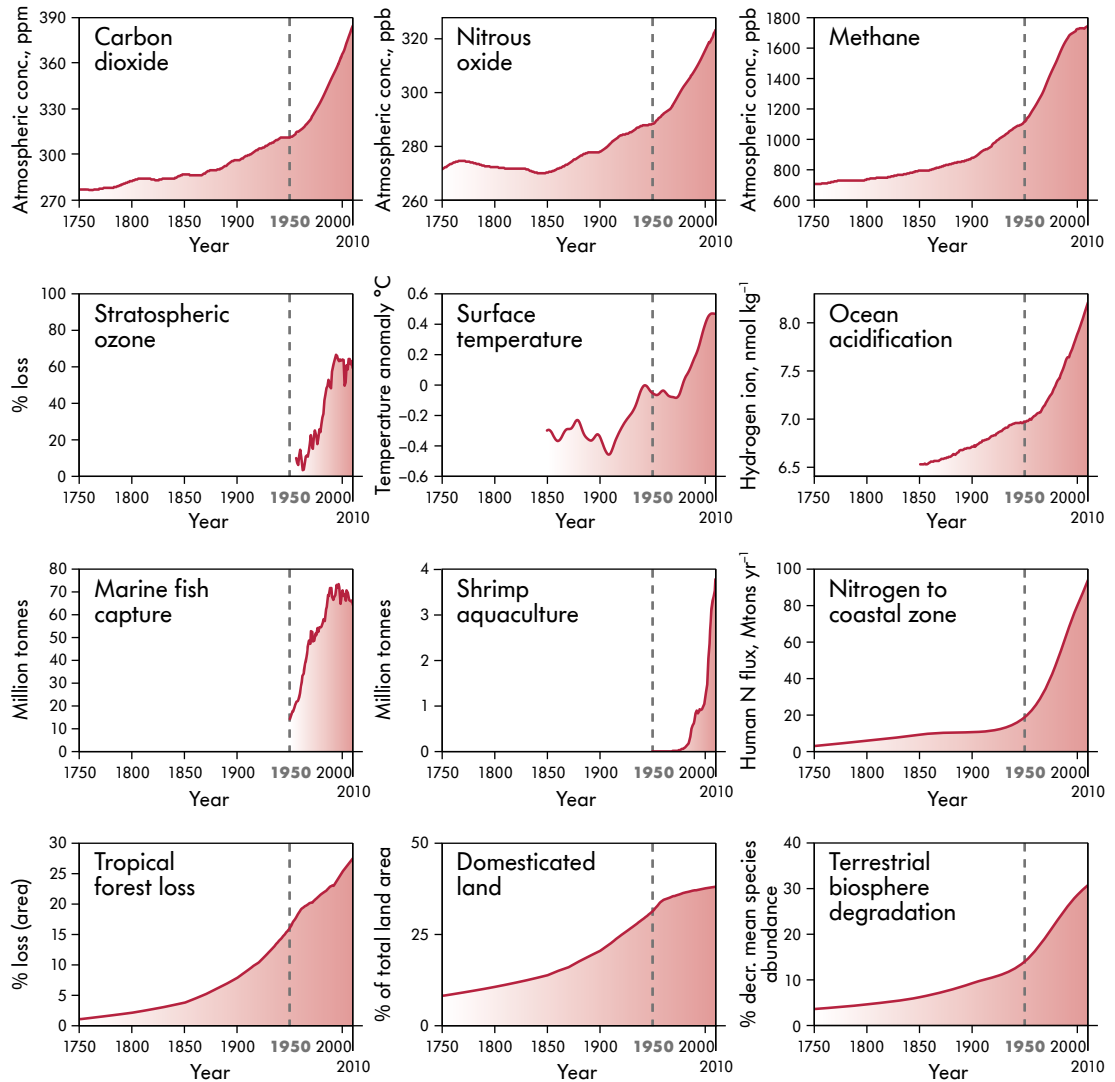 Atmospheric conc., ppm
390
360
330
300
270
Carbon
dioxide
1750 1800 1850 1900 1950 2000
2010
Year
Atmospheric conc., ppb
320
300
280
260
Nitrous
oxide
1750 1800 1850 1900 1950 2000
2010
Year
Atmospheric conc., ppb
1800
1600
1400
1200
1000
800
600
Methane
1750 1800 1850 1900 1950 2000
2010
Year
% loss
100
80
60
40
20
0
Stratospheric
ozone
1750 1800 1850 1900 1950 2000
2010
Year
Temperature anomaly °C
0.6
0.4
0.2
0
–0.2
–0.4
–0.6
Surface
temperature
1750 1800 1850 1900 1950 2000
2010
Year
Hydrogen ion, nmol kg⁻¹
8.0
7.5
7.0
6.5
Ocean
acidification
1750 1800 1850 1900 1950 2000
2010
Year
Million tonnes
80
70
60
50
40
30
20
10
0
Marine fish
capture
1750 1800 1850 1900 1950 2000
2010
Year
Million tonnes
4
3
2
1
0
Shrimp
aquaculture
1750 1800 1850 1900 1950 2000
2010
Year
Human N flux, Mtons yr⁻¹
100
80
60
40
20
0
Nitrogen to
coastal zone
1750 1800 1850 1900 1950 2000
2010
Year
% loss (area)
30
25
20
15
10
5
0
Tropical
forest loss
1750 1800 1850 1900 1950 2000
2010
Year
% of total land area
50
25
0
Domesticated
land
1750 1800 1850 1900 1950 2000
2010
Year
% decr. mean species
abundance
40
30
20
10
0
Terrestrial
biosphere
degradation
1750 1800 1850 1900 1950 2000
2010
Year